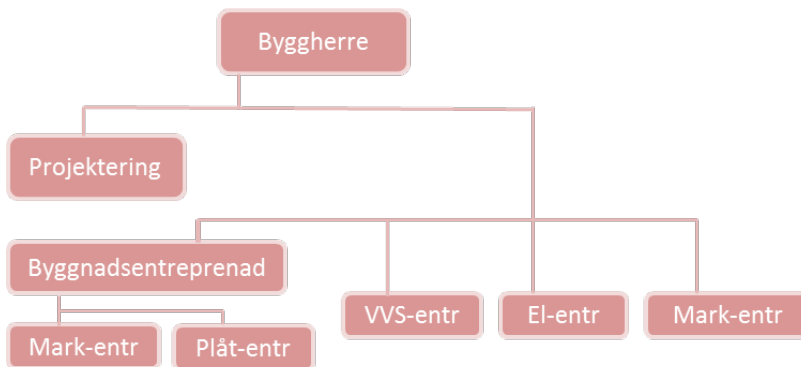 Byggherre
Projektering
Byggnadsentreprenad
VVS-entr
El-entr
Mark-entr
Mark-entr
Plåt-entr